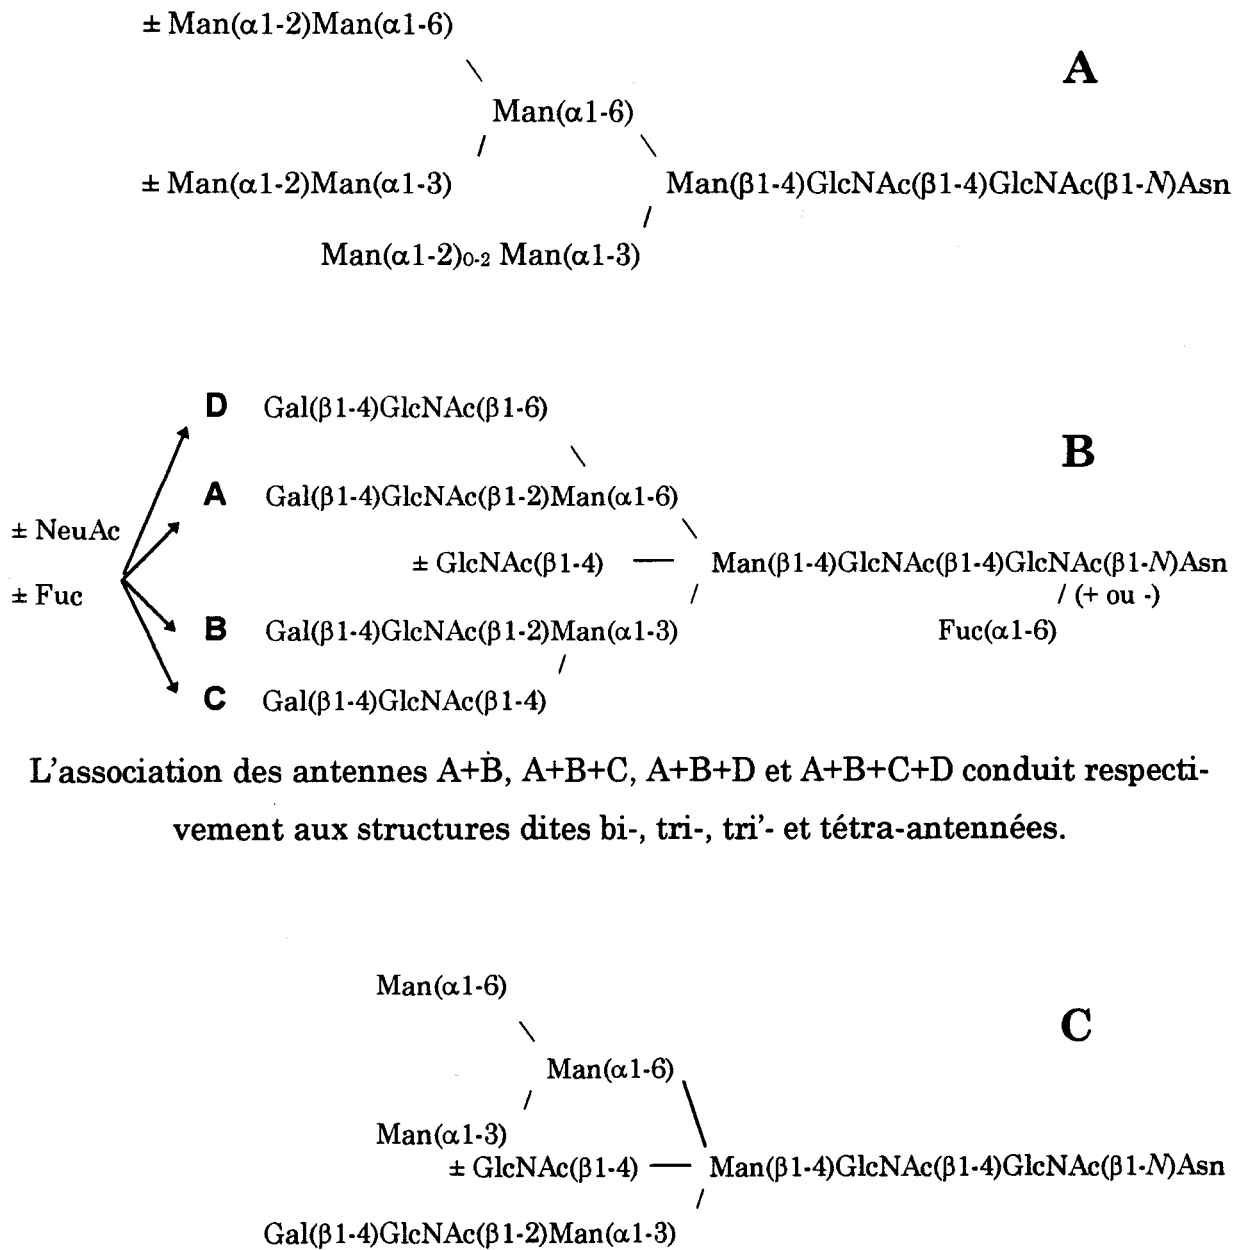 ± Man(α1-2)Man(α1-6)
A
Man(α1-6)
± Man(α1-2)Man(α1-3)
Man(β1-4)GlcNAc(β1-4)GlcNAc(β1-N)Asn
Man(α1-2)0-2 Man(α1-3)
D Gal(β1-4)GlcNAc(β1-6)
B
A Gal(β1-4)GlcNAc(β1-2)Man(α1-6)
± NeuAc
± GlcNAc(β1-4) — Man(β1-4)GlcNAc(β1-4)GlcNAc(β1-N)Asn
± Fuc
/ (+ ou -)
B Gal(β1-4)GlcNAc(β1-2)Man(α1-3)
Fuc(α1-6)
C Gal(β1-4)GlcNAc(β1-4)
L'association des antennes A+B, A+B+C, A+B+D et A+B+C+D conduit respecti-
vement aux structures dites bi-, tri-, tri'- et tétra-antennées.
Man(α1-6)
C
Man(α1-6)
Man(α1-3)
± GlcNAc(β1-4) — Man(β1-4)GlcNAc(β1-4)GlcNAc(β1-N)Asn
Gal(β1-4)GlcNAc(β1-2)Man(α1-3)